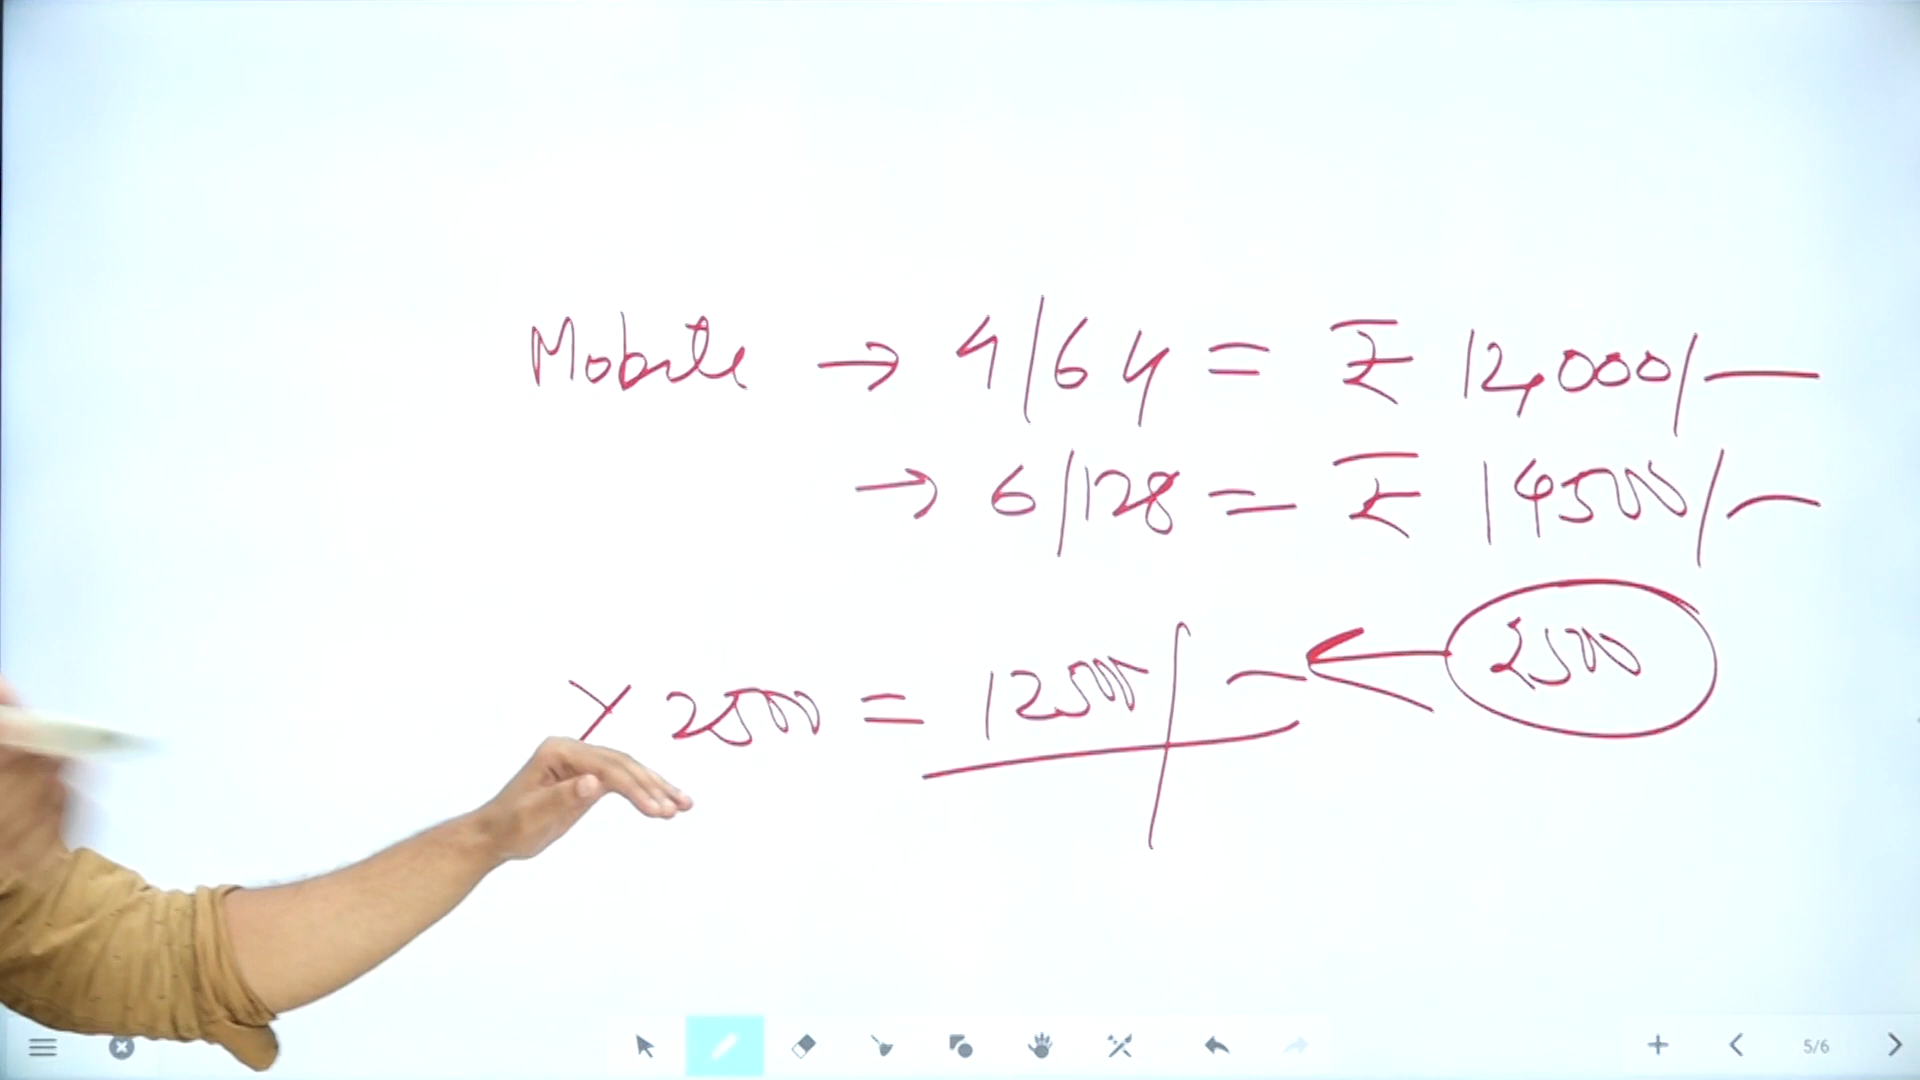 Mobile → 4/64 = ₹ 12,000/-
→ 6/128 = ₹ 14500/-
2500 = 12500/- ← 2500
5/6